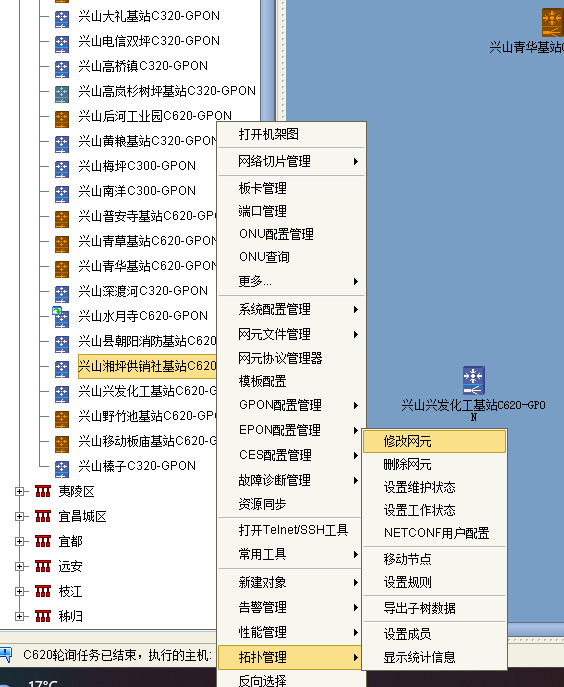 兴山大礼基站C320-GPON
兴山电信双坪C320-GPON
兴山高桥镇C320-GPON
兴山高岚杉树坪基站C320-GPON
兴山后河工业园C620-GPON
兴山黄粮基站C320-GPO
兴山梅坪C300-GPON
兴山南洋C300-GPON
兴山普安寺基站C620-GP
兴山青草基站C620-GPO
兴山青华基站C620-GPO
兴山深渡河C320-GPON
兴山水月寺C620-GPON
兴山县朝阳消防基站C620
兴山湘坪供销社基站C620
兴山兴发化工基站C620-G
兴山野竹池基站C620-GP
兴山移动板庙基站C620-G
兴山榛子C320-GPON
夷陵区
宜昌城区
宜都
远安
枝江
秭归
C620轮询任务已结束，执行的主机:
17°C
打开机架图
网络切片管理
板卡管理
端口管理
ONU配置管理
ONU查询
更多...
系统配置管理
网元文件管理
网元协议管理器
模板配置
GPON配置管理
EPON配置管理
CES配置管理
故障诊断管理
资源同步
打开Telnet/SSH工具
常用工具
新建对象
告警管理
性能管理
拓扑管理
反向选择
修改网元
删除网元
设置维护状态
设置工作状态
NETCONF用户配置
移动节点
设置规则
导出子树数据
设置成员
显示统计信息
兴山青华基站C
兴山兴发化工基站C620-GPO
N